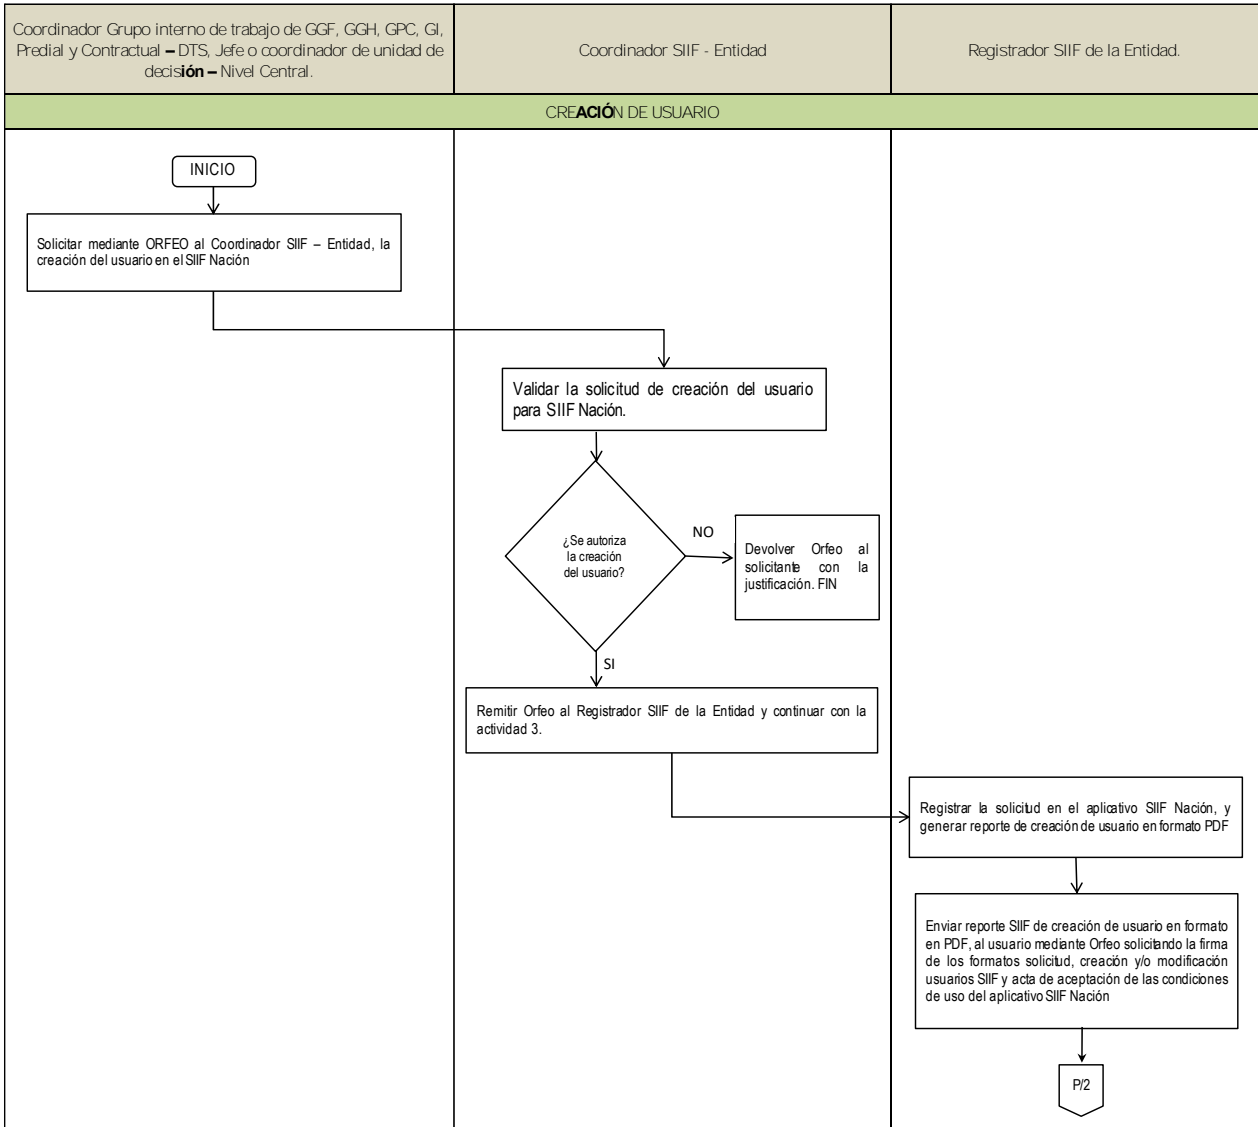 Coordinador Grupo interno de trabajo de GGF, GGH, GPC, GI,
Predial y Contractual – DTS, Jefe o coordinador de unidad de
decisión – Nivel Central.
Coordinador SIIF - Entidad
Registrador SIIF de la Entidad.
CREACIÓN DE USUARIO
INICIO
Solicitar mediante ORFEO al Coordinador SIIF – Entidad, la
creación del usuario en el SIIF Nación
Validar la solicitud de creación del usuario
para SIIF Nación.
¿Se autoriza
la creación
del usuario?
NO
Devolver Orfeo al
solicitante con la
justificación. FIN
SI
Remitir Orfeo al Registrador SIIF de la Entidad y continuar con la
actividad 3.
Registrar la solicitud en el aplicativo SIIF Nación, y
generar reporte de creación de usuario en formato PDF
Enviar reporte SIIF de creación de usuario en formato
en PDF, al usuario mediante Orfeo solicitando la firma
de los formatos solicitud, creación y/o modificación
usuarios SIIF y acta de aceptación de las condiciones
de uso del aplicativo SIIF Nación
P/2